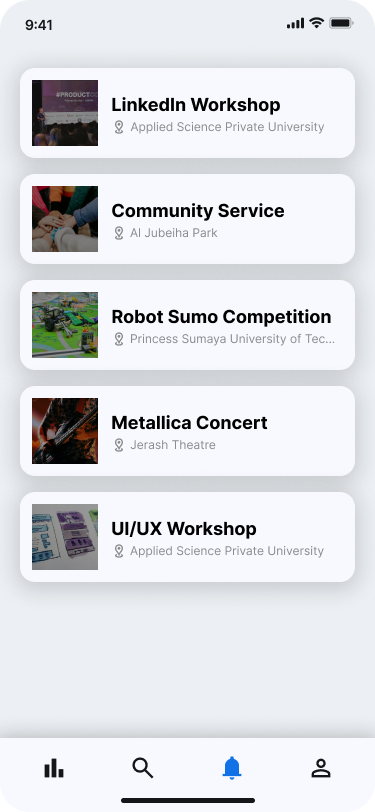 9:41
#PRODUCTCO
LinkedIn Workshop
Applied Science Private University
Community Service
Al Jubeiha Park
Robot Sumo Competition
Princess Sumaya University of Tec...
Metallica Concert
Jerash Theatre
UI/UX Workshop
Applied Science Private University